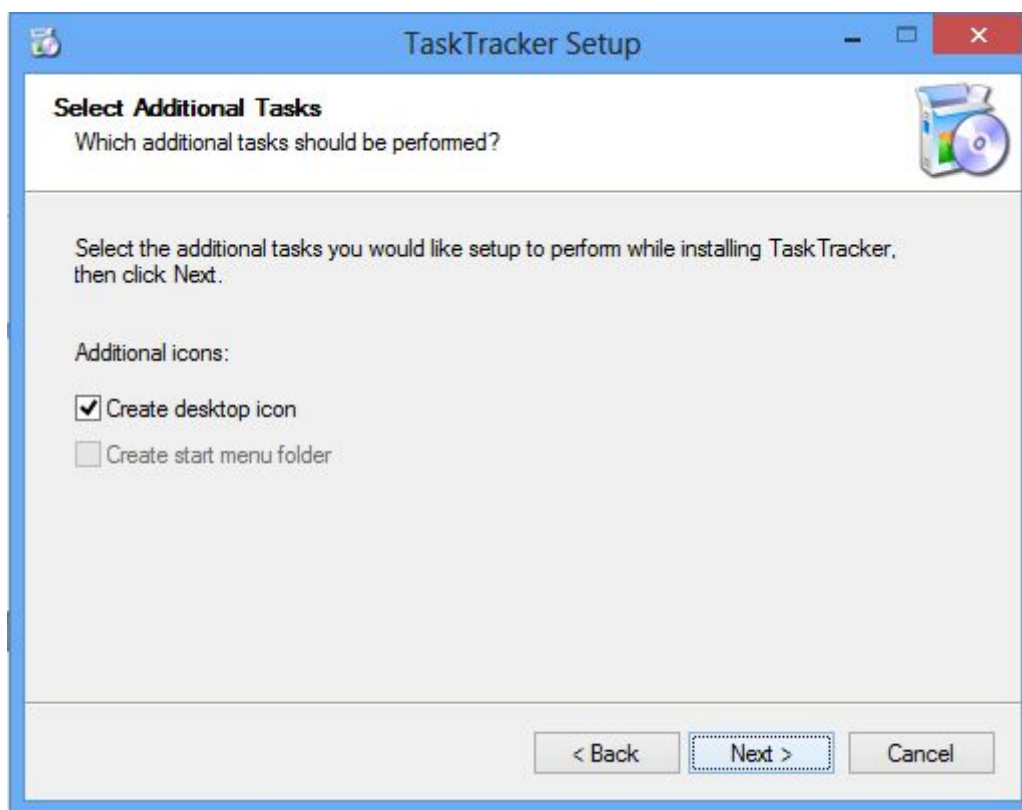 TaskTracker Setup
Select Additional Tasks
Which additional tasks should be performed?
Select the additional tasks you would like setup to perform while installing TaskTracker,
then click Next.
Additional icons:
Create desktop icon
Create start menu folder
< Back Next > Cancel